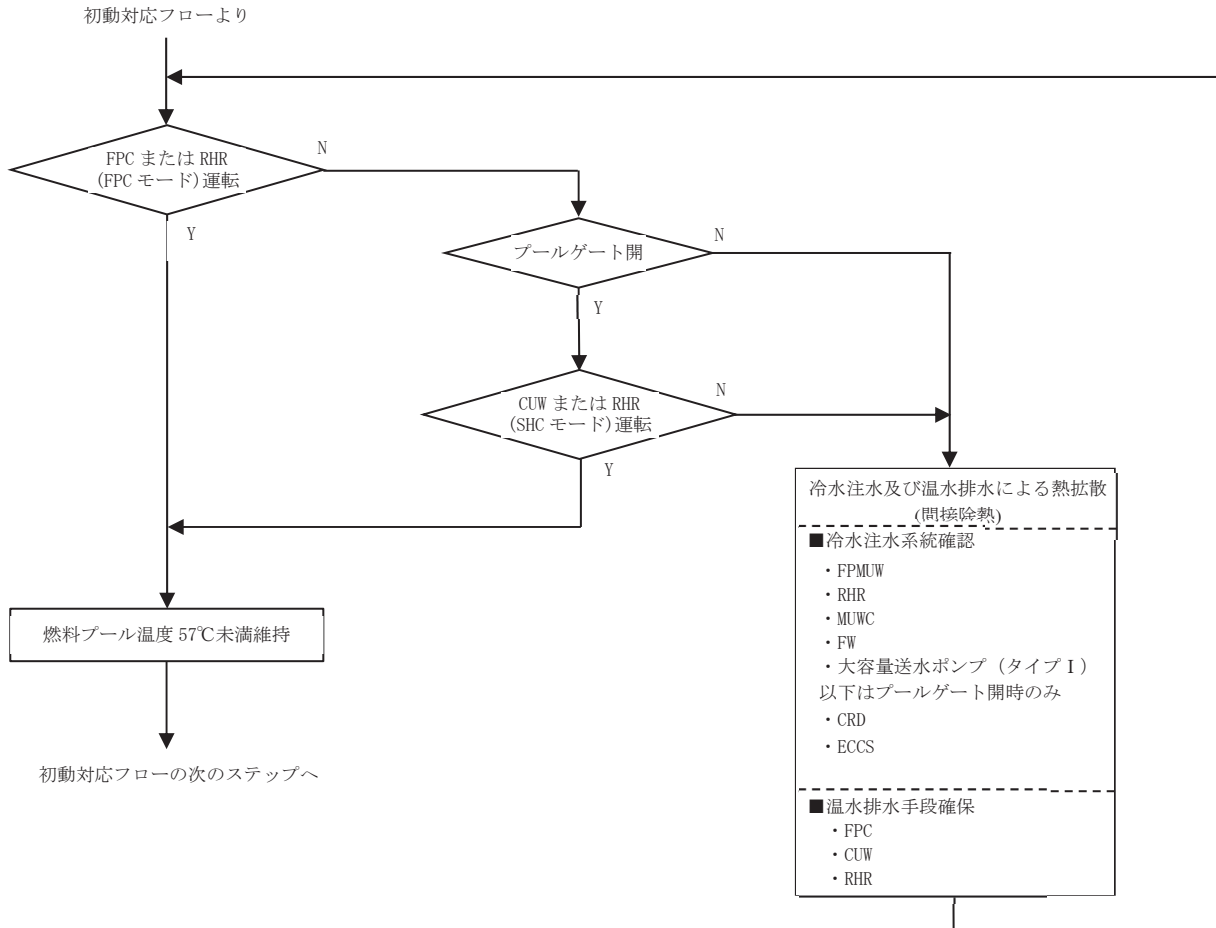 初動対応フローより
FPC または RHR
(FPC モード)運転
N
Y
プールゲート開
N
Y
CUW または RHR
(SHC モード)運転
N
Y
燃料プール温度 57℃未満維持
初動対応フローの次のステップへ
冷水注水及び温水排水による熱拡散
(間接除熱)
■冷水注水系統確認
・FPMUW
・RHR
・MUWC
・FW
・大容量送水ポンプ（タイプⅠ）
以下はプールゲート開時のみ
・CRD
・ECCS
■温水排水手段確保
・FPC
・CUW
・RHR